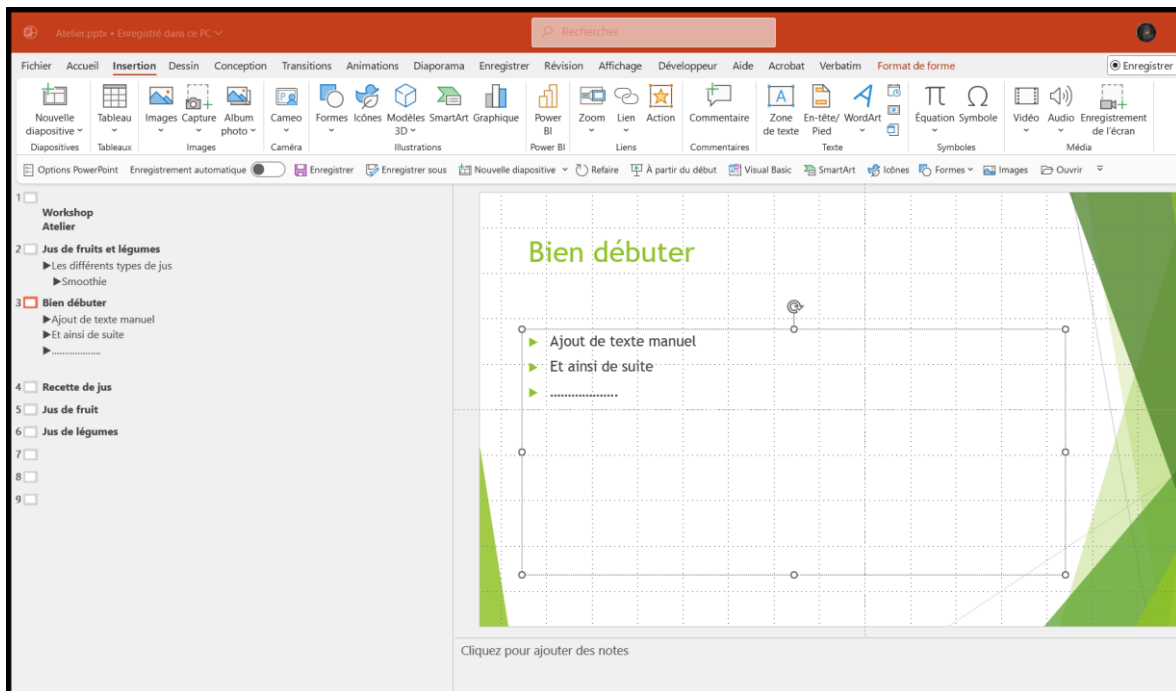 Atelier.pptx • Enregistré dans ce PC
Rechercher
Fichier Accueil Insertion Dessin Conception Transitions Animations Diaporama Enregistrer Révision Affichage Développeur Aide Acrobat Verbatim Format de forme Enregistrer
Nouvelle diapositive Tableau Images Capture Album photo Cameo Formes Icônes Modèles 3D SmartArt Graphique Power BI Zoom Lien Action Commentaire Zone de texte En-tête/ Pied WordArt Équation Symbole Vidéo Audio Enregistrement de l'écran
Diapositives Tableaux Images Caméra Illustrations Power BI Liens Commentaires Texte Symboles Média
Options PowerPoint Enregistrement automatique Enregistrer Enregistrer sous Nouvelle diapositive Refaire À partir du début Visual Basic SmartArt Icônes Formes Images Ouvrir
1
Workshop
Atelier
2 Jus de fruits et légumes
▶Les différents types de jus
▶Smoothie
3 Bien débuter
▶Ajout de texte manuel
▶Et ainsi de suite
▶...................
4 Recette de jus
5 Jus de fruit
6 Jus de légumes
7
8
9
Bien débuter
▶ Ajout de texte manuel
▶ Et ainsi de suite
▶ ...................
Cliquez pour ajouter des notes